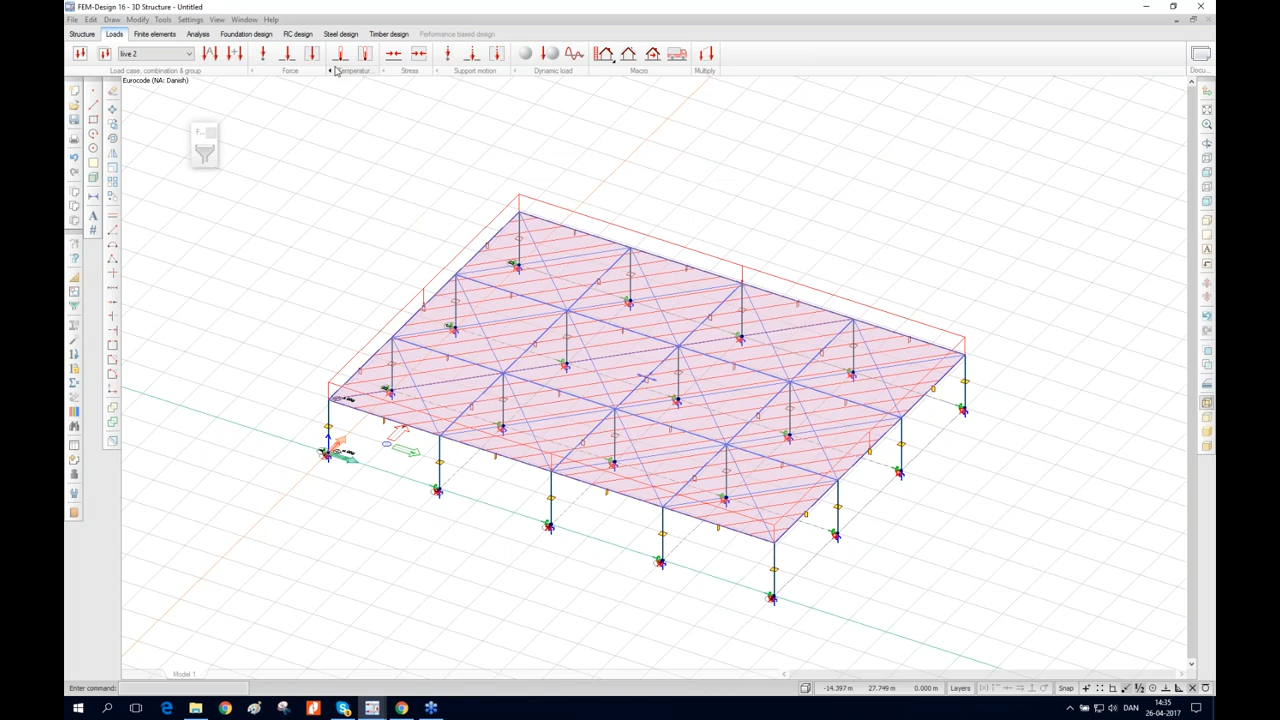 FEM-Design 16 - 3D Structure - Untitled
File Edit Draw Modify Tools Settings View Window Help
Structure Loads Finite elements Analysis Foundation design RC design Steel design Timber design Performance based design
live 2
Load case, combination & group Force Temperatur... Stress Support motion Dynamic load Macro Multiply Docu...
Eurocode (NA: Danish)
F...
A
#
Model 1
Enter command: -14.397 m 27.749 m 0.000 m Layers Snap
DAN 14:35
26-04-2017